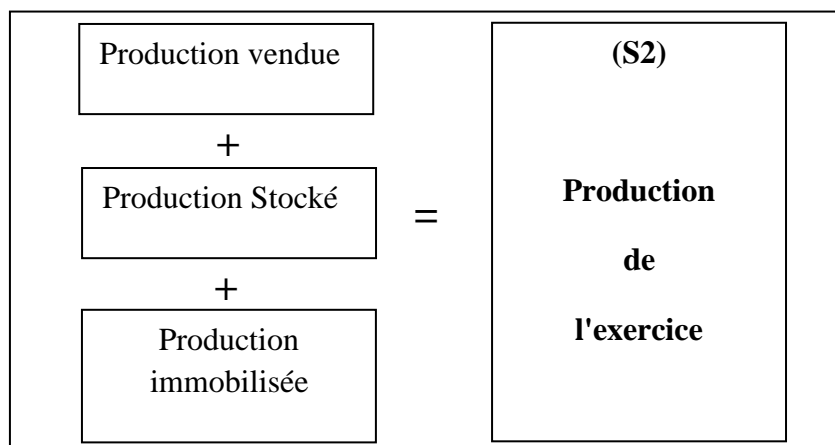 Production vendue
+
Production Stocké
+
Production
immobilisée
=
(S2)
Production
de
l'exercice